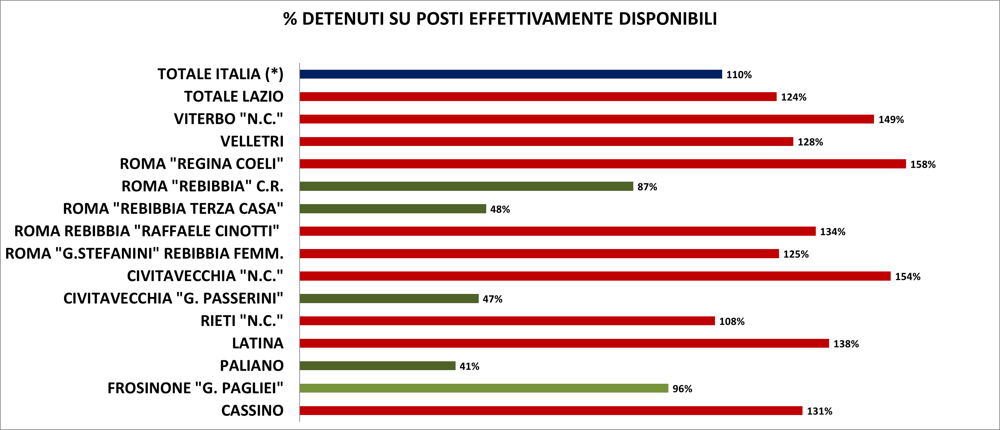 % DETENUTI SU POSTI EFFETTIVAMENTE DISPONIBILI
TOTALE ITALIA (*) 110%
TOTALE LAZIO 124%
VITERBO "N.C." 149%
VELLETRI 128%
ROMA "REGINA COELI" 158%
ROMA "REBIBBIA" C.R. 87%
ROMA "REBIBBIA TERZA CASA" 48%
ROMA REBIBBIA "RAFFAELE CINOTTI" 134%
ROMA "G.STEFANINI" REBIBBIA FEMM. 125%
CIVITAVECCHIA "N.C." 154%
CIVITAVECCHIA "G. PASSERINI" 47%
RIETI "N.C." 108%
LATINA 138%
PALIANO 41%
FROSINONE "G. PAGLIEI" 96%
CASSINO 131%